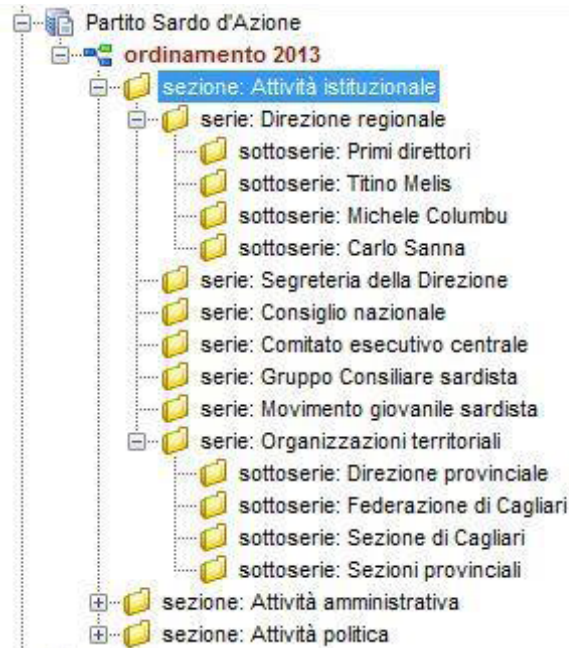 Partito Sardo d'Azione
ordinamento 2013
sezione: Attività istituzionale
serie: Direzione regionale
sottoserie: Primi direttori
sottoserie: Titino Melis
sottoserie: Michele Columbu
sottoserie: Carlo Sanna
serie: Segreteria della Direzione
serie: Consiglio nazionale
serie: Comitato esecutivo centrale
serie: Gruppo Consiliare sardista
serie: Movimento giovanile sardista
serie: Organizzazioni territoriali
sottoserie: Direzione provinciale
sottoserie: Federazione di Cagliari
sottoserie: Sezione di Cagliari
sottoserie: Sezioni provinciali
sezione: Attività amministrativa
sezione: Attività politica